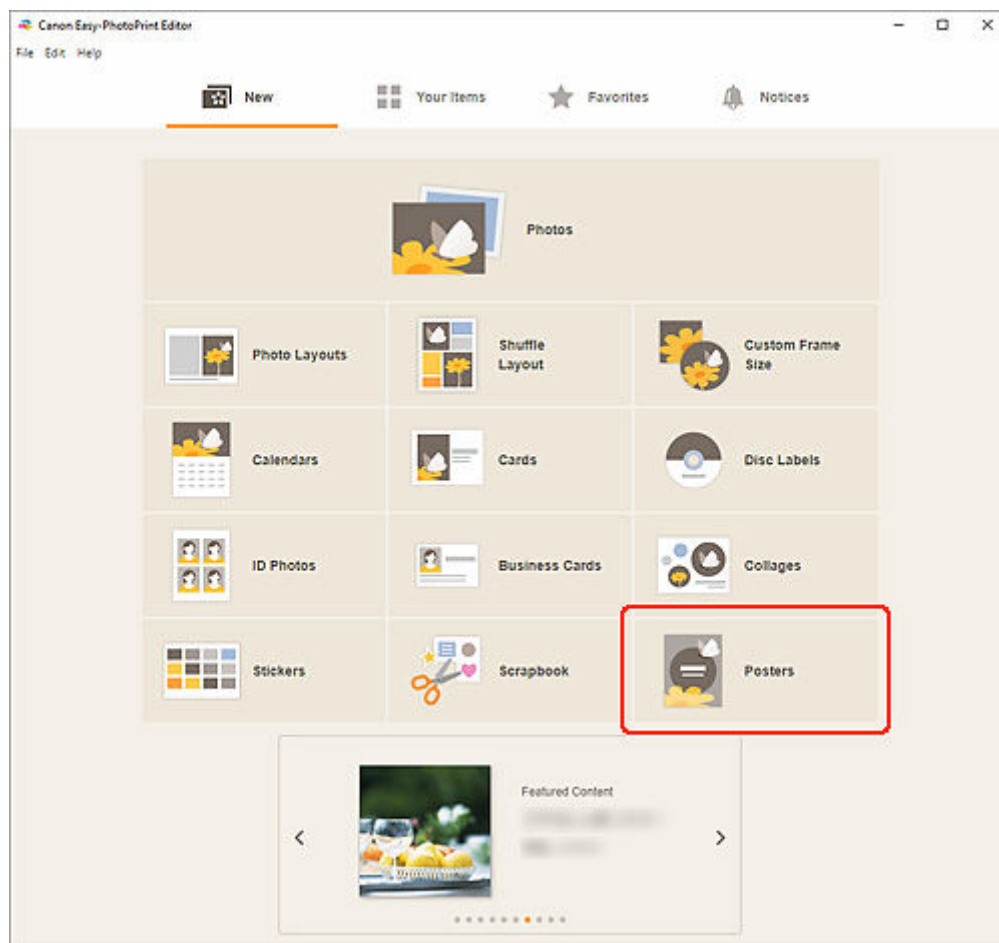 Canon Easy-PhotoPrint Editor
File Edit Help
New Your Items Favorites Notices
Photos
Photo Layouts
Shuffle
Layout
Custom Frame
Size
Calendars Cards Disc Labels
ID Photos Business Cards Collages
Stickers Scrapbook Posters
Featured Content